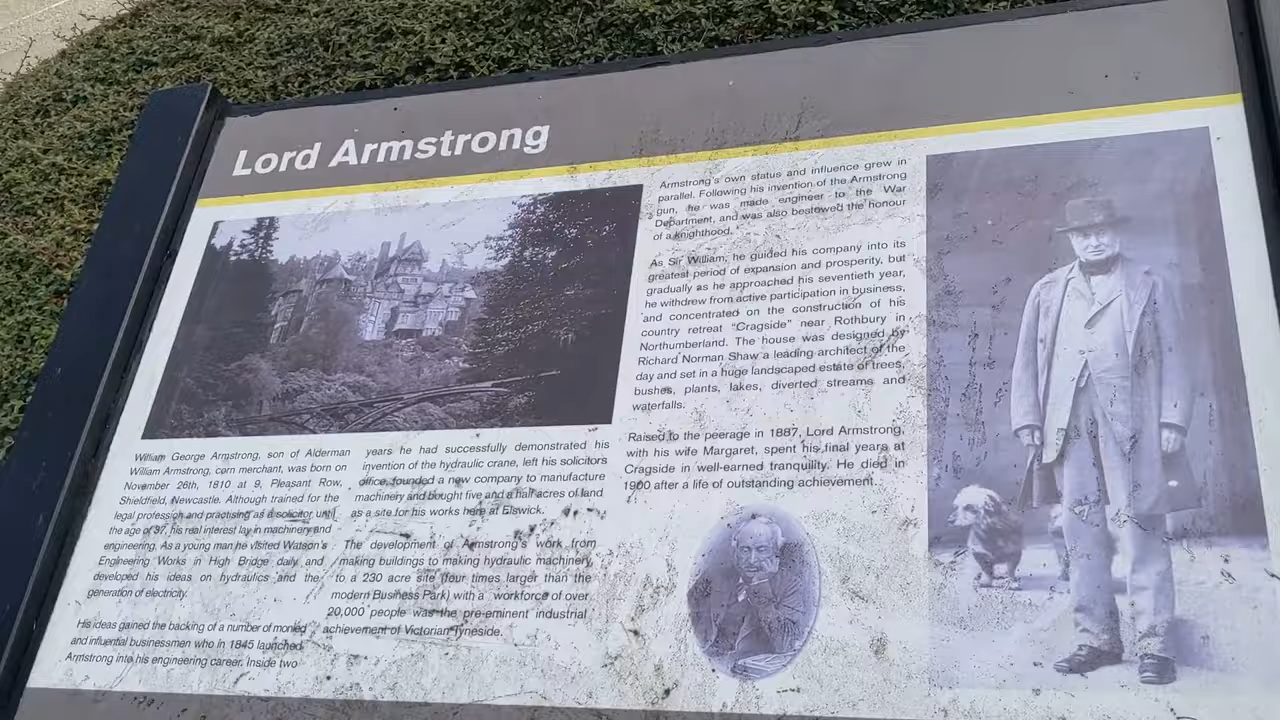 Lord Armstrong
William George Armstrong, son of Alderman
William Armstrong, corn merchant, was born on
November 26th, 1810 at 9, Pleasant Row,
Shieldfield, Newcastle. Although trained for the
legal profession and practising as a solicitor until
the age of 37, his real interest lay in machinery and
engineering. As a young man he visited Watson's
Engineering Works in High Bridge daily and
developed his ideas on hydraulics and the
generation of electricity.
His ideas gained the backing of a number of monied
and influential businessmen who in 1845 launched
Armstrong into his engineering career. Inside two
years he had successfully demonstrated his
invention of the hydraulic crane, left his solicitors
office, founded a new company to manufacture
machinery and bought five and a half acres of land
as a site for his works here at Elswick.
The development of Armstrong's work from
making buildings to making hydraulic machinery,
to a 230 acre site (four times larger than the
modern Business Park) with a workforce of over
20,000 people was the pre-eminent industrial
achievement of Victorian Tyneside.
Armstrong's own status and influence grew in
parallel. Following his invention of the Armstrong
gun, he was made engineer to the War
Department, and was also bestowed the honour
of a knighthood.
As Sir William, he guided his company into its
greatest period of expansion and prosperity, but
gradually as he approached his seventieth year,
he withdrew from active participation in business,
and concentrated on the construction of his
country retreat "Cragside" near Rothbury in
Northumberland. The house was designed by
Richard Norman Shaw a leading architect of the
day and set in a huge landscaped estate of trees,
bushes, plants, lakes, diverted streams and
waterfalls.
Raised to the peerage in 1887, Lord Armstrong,
with his wife Margaret, spent his final years at
Cragside in well-earned tranquility. He died in
1900 after a life of outstanding achievement.